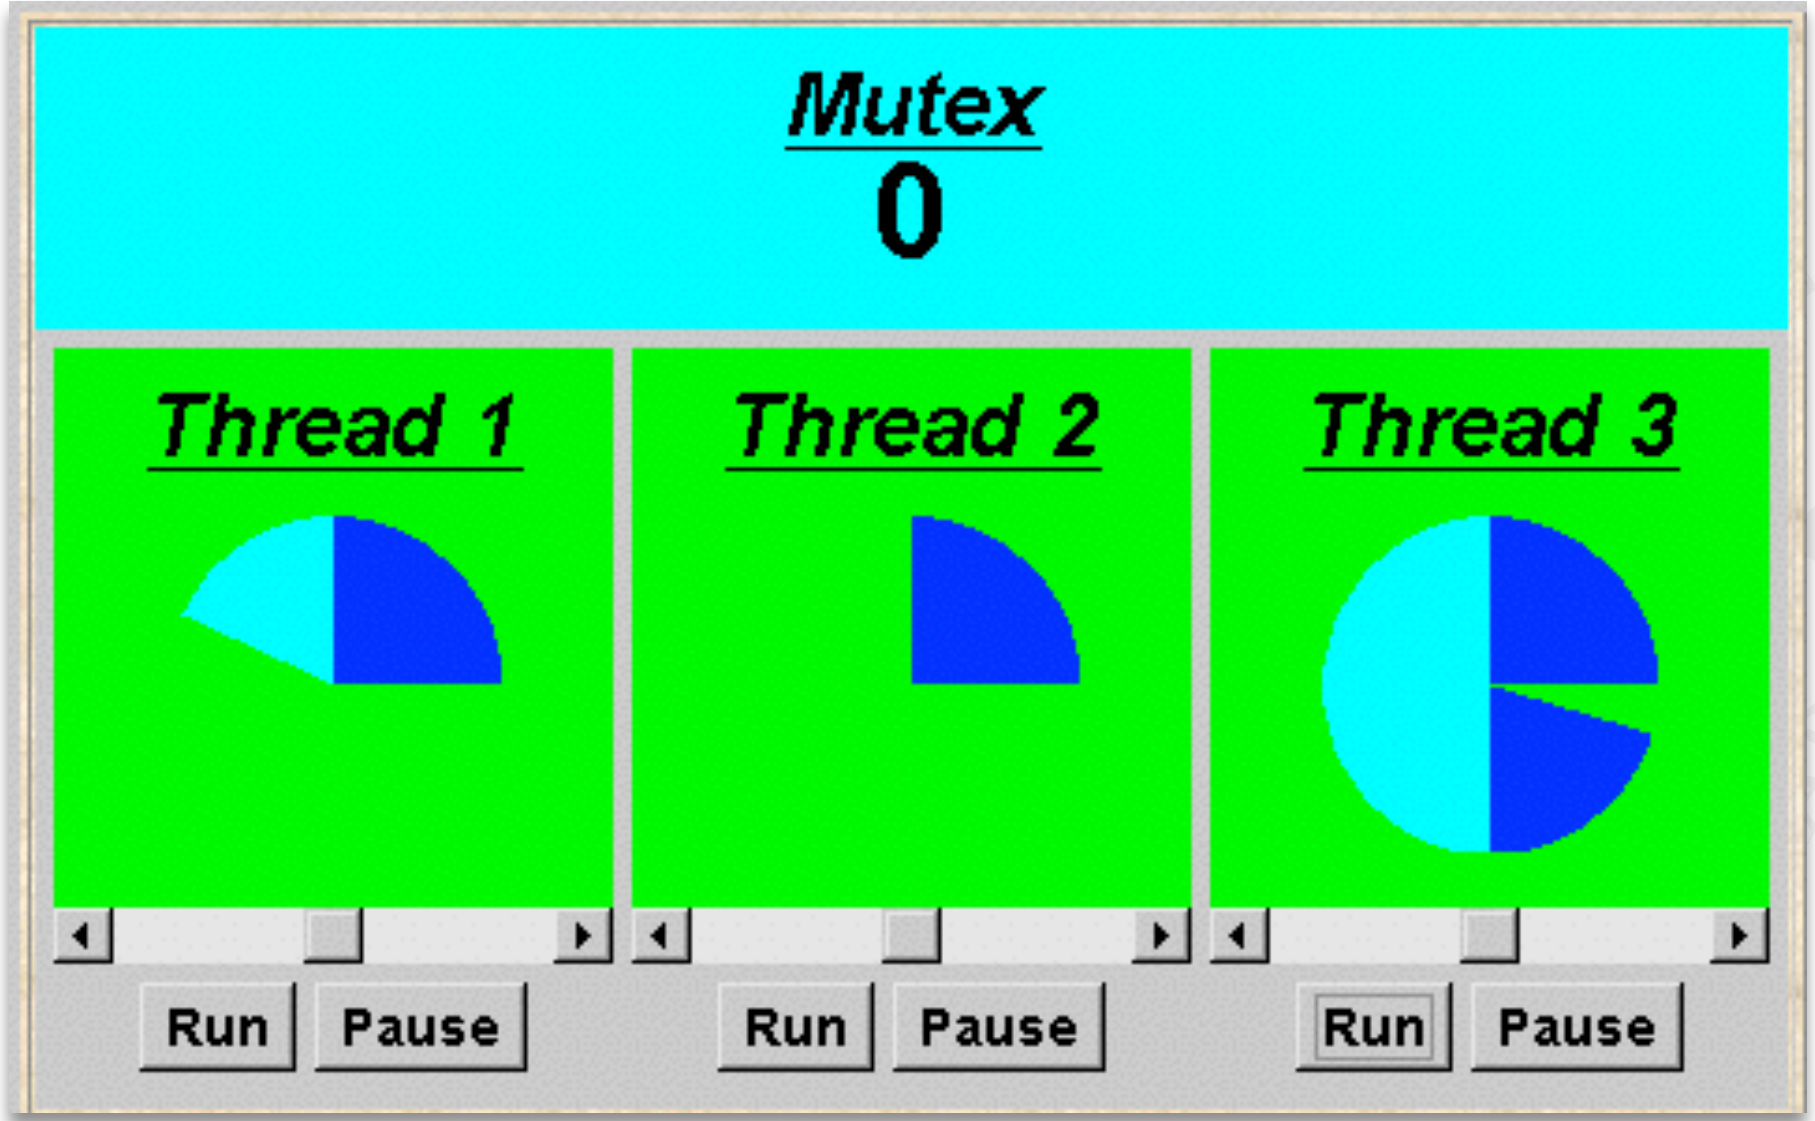 Mutex
0
Thread 1 Thread 2 Thread 3
Run Pause Run Pause Run Pause